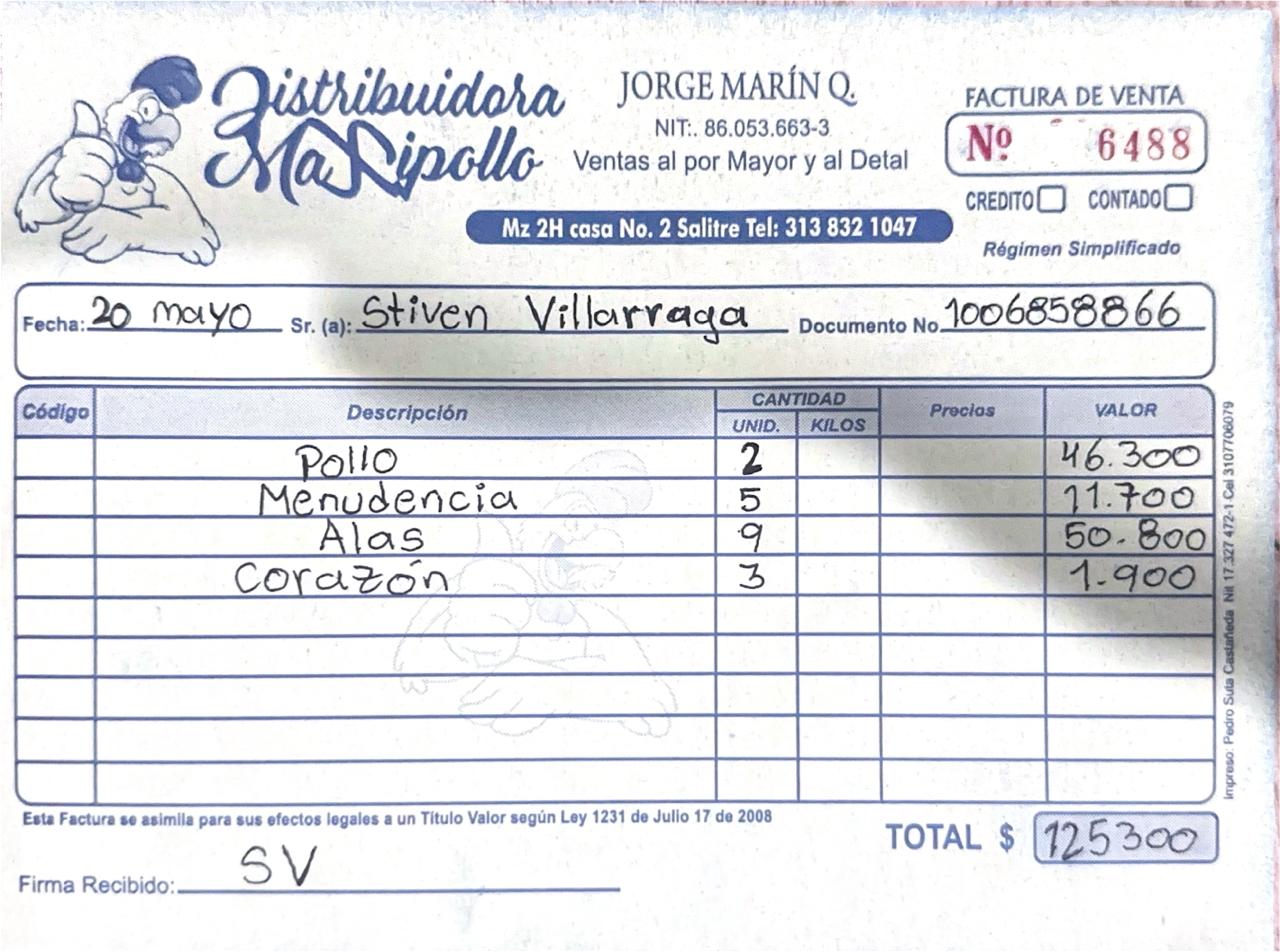 Distribuidora
MaXipollo
JORGE MARÍN Q.
NIT:. 86.053.663-3
Ventas al por Mayor y al Detal
Mz 2H casa No. 2 Salitre Tel: 313 832 1047
FACTURA DE VENTA
Nº 6488
CREDITO CONTADO
Régimen Simplificado
Fecha: 20 mayo Sr. (a): Stiven Villarraga Documento No. 1006858866
Código Descripción CANTIDAD Precios VALOR
UNID. KILOS
Pollo 2 46.300
Menudencia 5 11.700
Alas 9 50.800
Corazón 3 1.900
Esta Factura se asimila para sus efectos legales a un Título Valor según Ley 1231 de Julio 17 de 2008
TOTAL $ 125300
Firma Recibido: SV
Impreso: Pedro Suta Castañeda Nit 17.327 472-1 Cel 3107706079